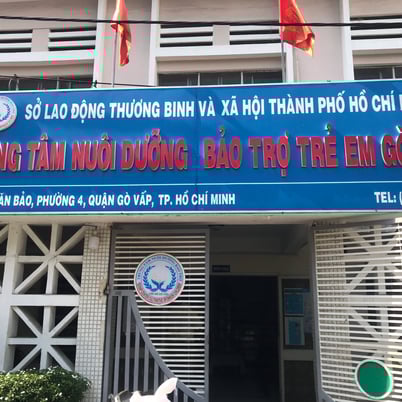 SỞ LAO ĐỘNG THƯƠNG BINH VÀ XÃ HỘI THÀNH PHỐ HỒ CHÍ
TÂM NUÔI DƯỠNG BẢO TRỢ TRẺ EM GÒ
BẢO, PHƯỜNG 4, QUẬN GÒ VẤP, TP. HỒ CHÍ MINH TEL: (